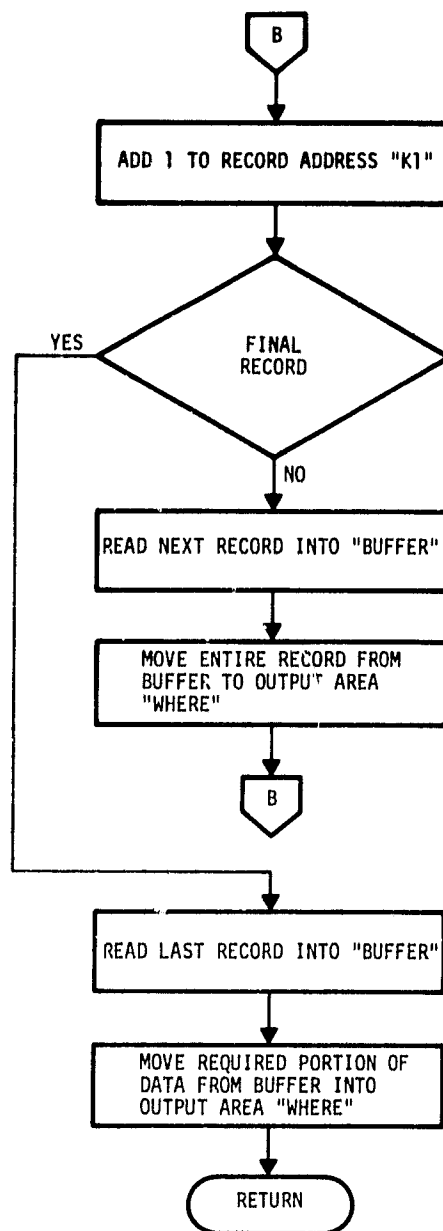 B
ADD 1 TO RECORD ADDRESS "K1"
YES
FINAL
RECORD
NO
READ NEXT RECORD INTO "BUFFER"
MOVE ENTIRE RECORD FROM
BUFFER TO OUTPUT AREA
"WHERE"
B
READ LAST RECORD INTO "BUFFER"
MOVE REQUIRED PORTION OF
DATA FROM BUFFER INTO
OUTPUT AREA "WHERE"
RETURN